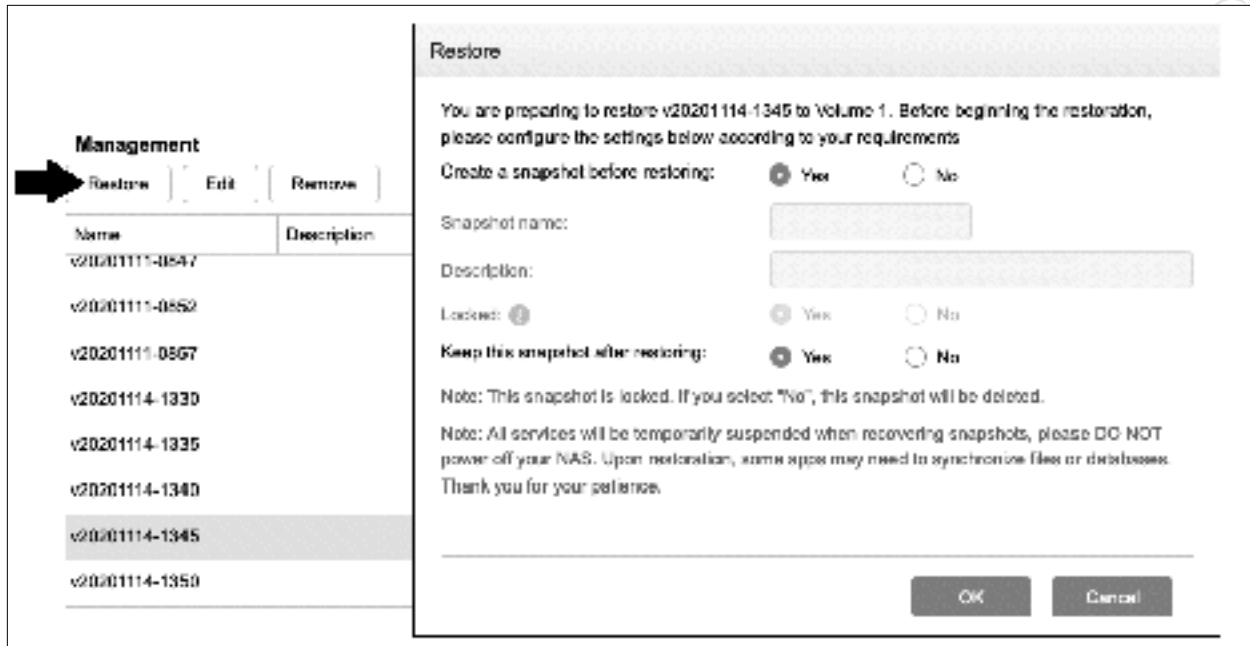 Restore
You are preparing to restore v20201114-1345 to Volume 1. Before beginning the restoration,
please configure the settings below according to your requirements
Management
Create a snapshot before restoring: Yes No
Restore Edit Remove
Snapshot name:
Name Description
v20201111-0847
Description:
v20201111-0852
Locked: Yes No
Keep this snapshot after restoring: Yes No
v20201111-0857
Note: This snapshot is locked. If you select "No", this snapshot will be deleted.
v20201114-1330
Note: All services will be temporarily suspended when recovering snapshots, please DO NOT
v20201114-1335
power off your NAS. Upon restoration, some apps may need to synchronize files or databases.
Thank you for your patience.
v20201114-1340
v20201114-1345
v20201114-1350
OK Cancel